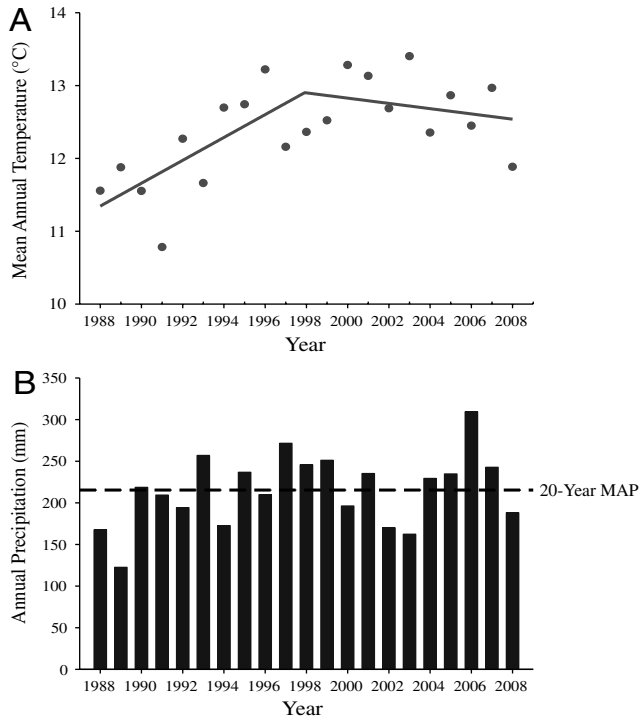 A
Mean Annual Temperature (°C)
14
13
12
11
10
1988 1990 1992 1994 1996 1998 2000 2002 2004 2006 2008
Year
B
Annual Precipitation (mm)
350
300
250
200
150
100
50
0
20-Year MAP
1988 1990 1992 1994 1996 1998 2000 2002 2004 2006 2008
Year